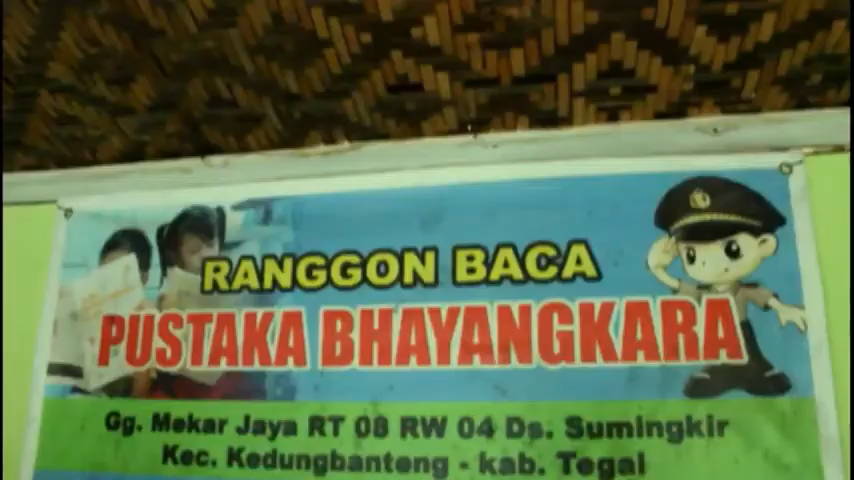 RANGGON BACA
PUSTAKA BHAYANGKARA
Gg. Mekar Jaya RT 08 RW 04 Ds. Sumingkir
Kec. Kedungbanteng - kab. Tegal